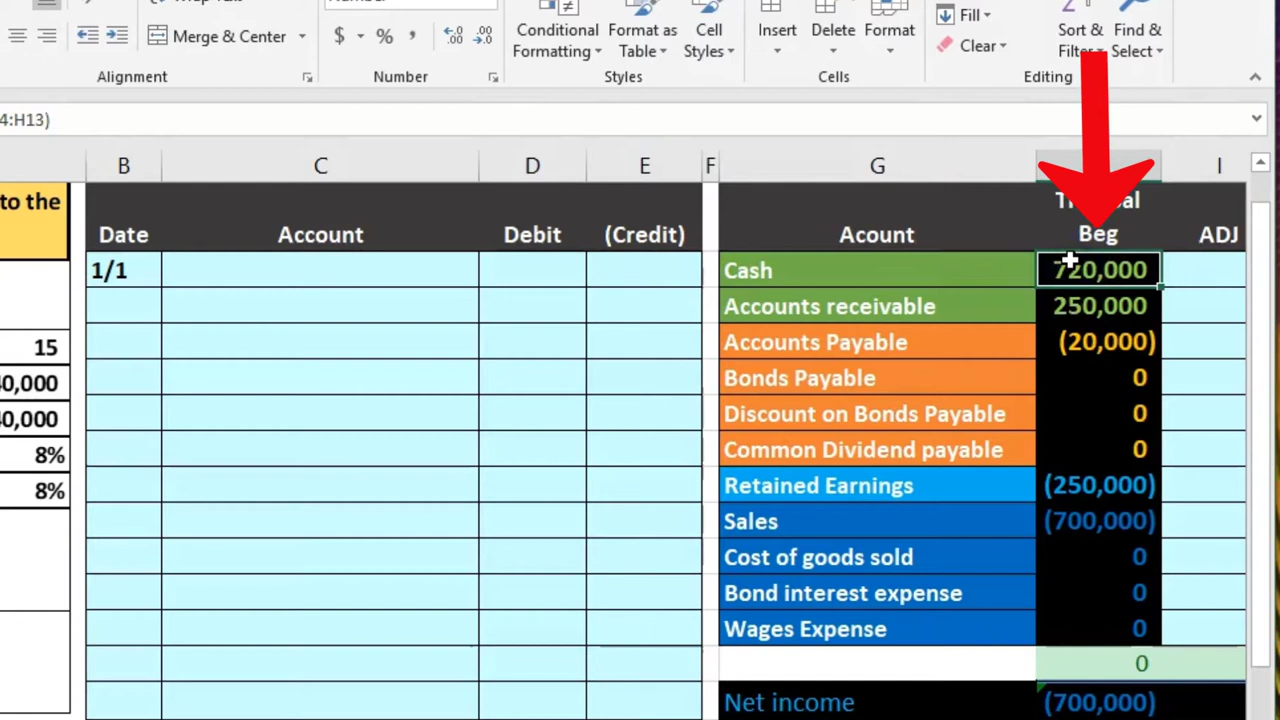 Merge & Center
$ % ,
Conditional
Formatting
Format as
Table
Cell
Styles
Insert
Delete
Format
Fill
Clear
Sort &
Filter
Find &
Select
Alignment
Number
Styles
Cells
Editing
4:H13)
B C D E F G I
to the
Date Account Debit (Credit) Acount Beg ADJ
1/1 Cash 720,000
Accounts receivable 250,000
15 Accounts Payable (20,000)
0,000 Bonds Payable 0
0,000 Discount on Bonds Payable 0
8% Common Dividend payable 0
8% Retained Earnings (250,000)
Sales (700,000)
Cost of goods sold 0
Bond interest expense 0
Wages Expense 0
0
Net income (700,000)